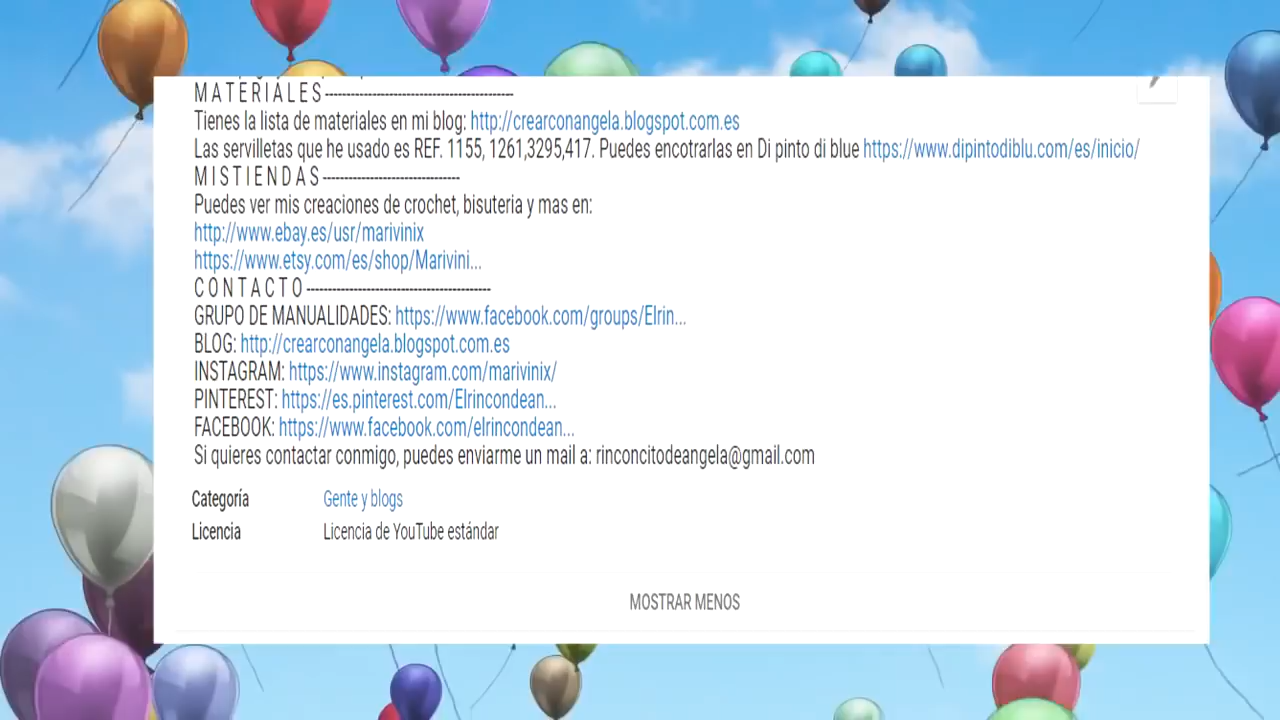 MATERIALES---------------------------------------------
Tienes la lista de materiales en mi blog: http://crearconangela.blogspot.com.es
Las servilletas que he usado es REF. 1155, 1261,3295,417. Puedes encotrarlas en Di pinto di blue https://www.dipintodiblu.com/es/inicio/
MISTIENDAS---------------------------------
Puedes ver mis creaciones de crochet, bisuteria y mas en:
http://www.ebay.es/usr/marivinix
https://www.etsy.com/es/shop/Marivini...
CONTACTO--------------------------------------------
GRUPO DE MANUALIDADES: https://www.facebook.com/groups/Elrin...
BLOG: http://crearconangela.blogspot.com.es
INSTAGRAM: https://www.instagram.com/marivinix/
PINTEREST: https://es.pinterest.com/Elrincondean...
FACEBOOK: https://www.facebook.com/elrincondean...
Si quieres contactar conmigo, puedes enviarme un mail a: rinconcitodeangela@gmail.com
Categoría Gente y blogs
Licencia Licencia de YouTube estándar
MOSTRAR MENOS